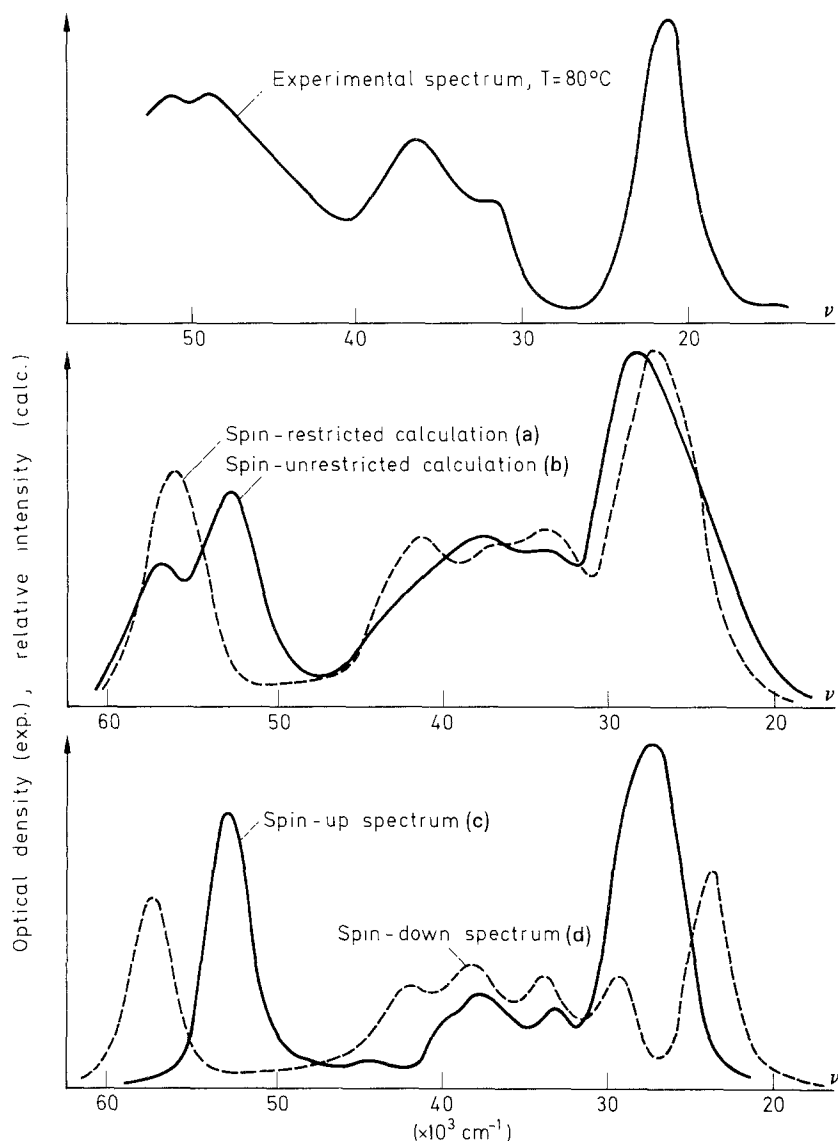 Experimental spectrum, T=80°C
50 40 30 20 ν
Spin-restricted calculation (a)
Spin-unrestricted calculation (b)
60 50 40 30 20 ν
Spin-up spectrum (c)
Spin-down spectrum (d)
60 50 40 30 20 ν
(×10³ cm⁻¹)
Optical density (exp.), relative intensity (calc.)